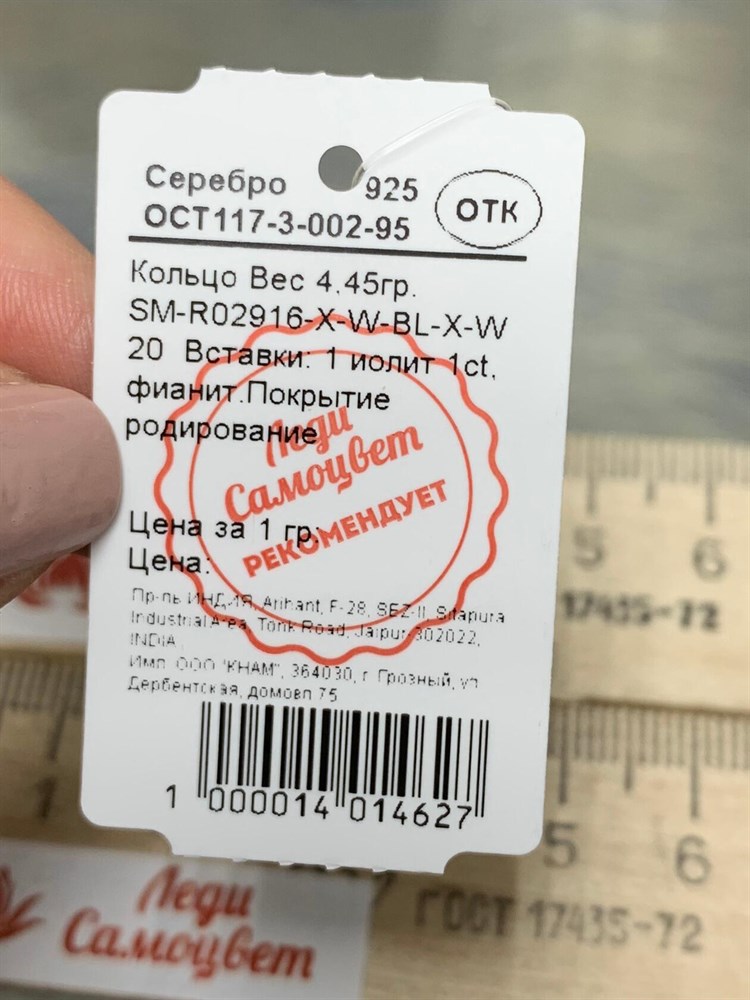 Серебро 925
ОСТ117-3-002-95
ОТК
Кольцо Вес 4.45гр.
SM-R02916-X-W-BL-X-W
20 Вставки: 1 иолит 1ct,
фианит.Покрытие
родирование
Леди
Самоцвет
РЕКОМЕНДУЕТ
Цена за 1 гр:
Цена:
Пр-ль ИНДИЯ, Arihant, F-28, SEZ-II, Sitapura
Industrial Area, Tonk Road, Jaipur-302022,
INDIA
Имп. ООО "КНАМ", 364030, г. Грозный, ул
Дербентская, домовл 75
1 000014 014627
5 6
17435-72
1
5 6
ГОСТ 17435-72
Леди
Самоцвет